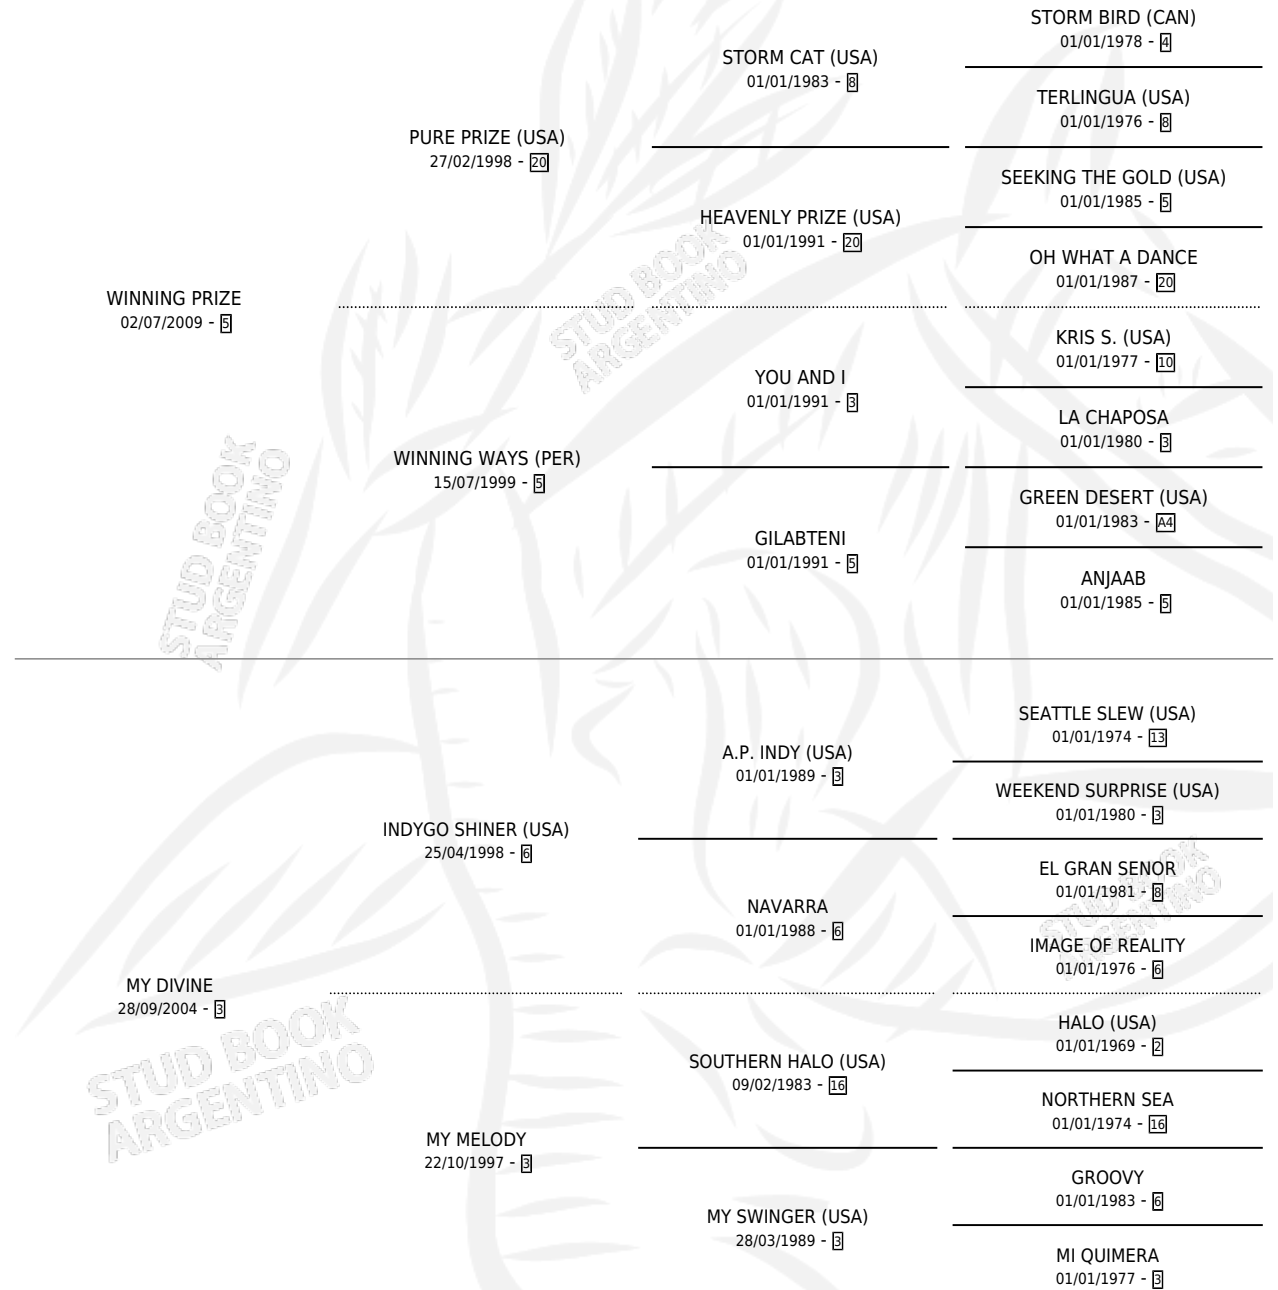 STORM BIRD (CAN)
01/01/1978 - 4
STORM CAT (USA)
01/01/1983 - 8
TERLINGUA (USA)
01/01/1976 - 8
PURE PRIZE (USA)
27/02/1998 - 20
SEEKING THE GOLD (USA)
01/01/1985 - 5
HEAVENLY PRIZE (USA)
01/01/1991 - 20
OH WHAT A DANCE
01/01/1987 - 20
WINNING PRIZE
02/07/2009 - 5
KRIS S. (USA)
01/01/1977 - 10
YOU AND I
01/01/1991 - 3
LA CHAPOSA
01/01/1980 - 3
WINNING WAYS (PER)
15/07/1999 - 5
GREEN DESERT (USA)
01/01/1983 - A4
GILABTENI
01/01/1991 - 5
ANJAAB
01/01/1985 - 5
STUD BOOK
ARGENTINO
STUD BOOK
ARGENTINO
SEATTLE SLEW (USA)
01/01/1974 - 13
A.P. INDY (USA)
01/01/1989 - 3
WEEKEND SURPRISE (USA)
01/01/1980 - 3
INDYGO SHINER (USA)
25/04/1998 - 6
EL GRAN SENOR
01/01/1981 - 8
NAVARRA
01/01/1988 - 6
IMAGE OF REALITY
01/01/1976 - 6
MY DIVINE
28/09/2004 - 3
HALO (USA)
01/01/1969 - 2
SOUTHERN HALO (USA)
09/02/1983 - 16
NORTHERN SEA
01/01/1974 - 16
MY MELODY
22/10/1997 - 3
GROOVY
01/01/1983 - 6
MY SWINGER (USA)
28/03/1989 - 3
MI QUIMERA
01/01/1977 - 3
STUD BOOK
ARGENTINO
STUD BOOK
ARGENTINO